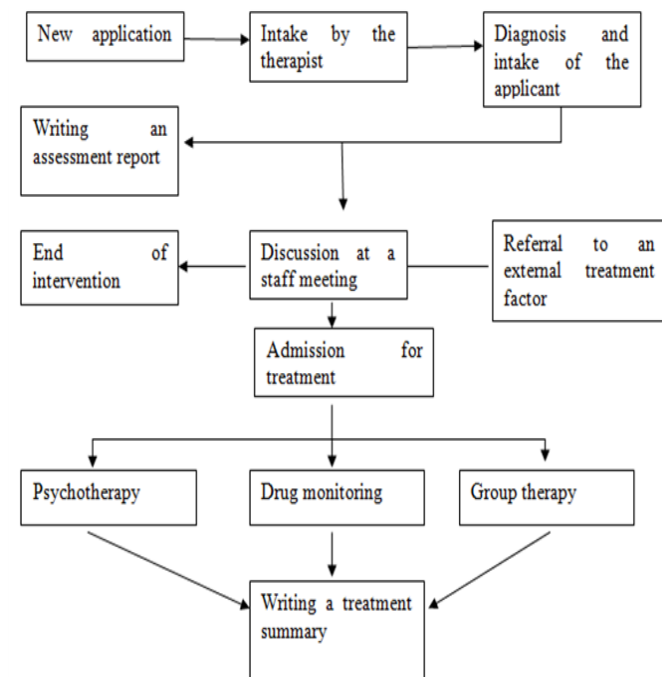 New application
Intake by the
therapist
Diagnosis and
intake of the
applicant
Writing an
assessment report
End of
intervention
Discussion at a
staff meeting
Referral to an
external treatment
factor
Admission for
treatment
Psychotherapy
Drug monitoring
Group therapy
Writing a treatment
summary